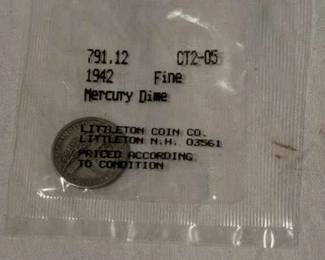 791.12 CT2-05
1942 Fine
Mercury Dime
LITTLETON COIN CO.
LITTLETON N.H. 03561
PRICED ACCORDING
TO CONDITION